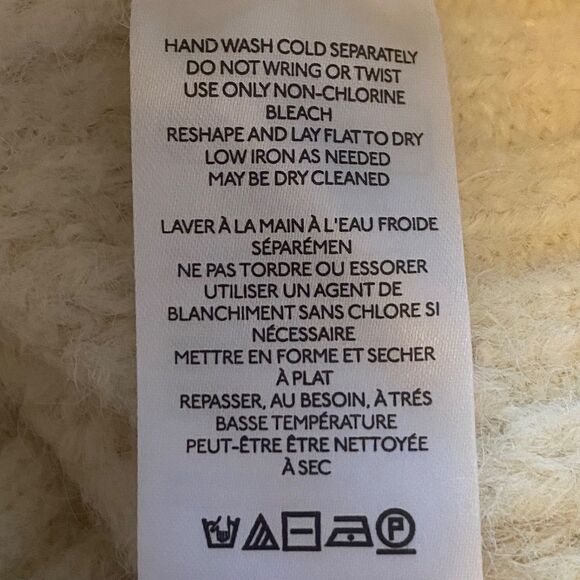 HAND WASH COLD SEPARATELY
DO NOT WRING OR TWIST
USE ONLY NON-CHLORINE
BLEACH
RESHAPE AND LAY FLAT TO DRY
LOW IRON AS NEEDED
MAY BE DRY CLEANED
LAVER À LA MAIN À L'EAU FROIDE
SÉPARÉMEN
NE PAS TORDRE OU ESSORER
UTILISER UN AGENT DE
BLANCHIMENT SANS CHLORE SI
NÉCESSAIRE
METTRE EN FORME ET SECHER
À PLAT
REPASSER, AU BESOIN, À TRÉS
BASSE TEMPÉRATURE
PEUT-ÊTRE ÊTRE NETTOYÉE
À SEC
P